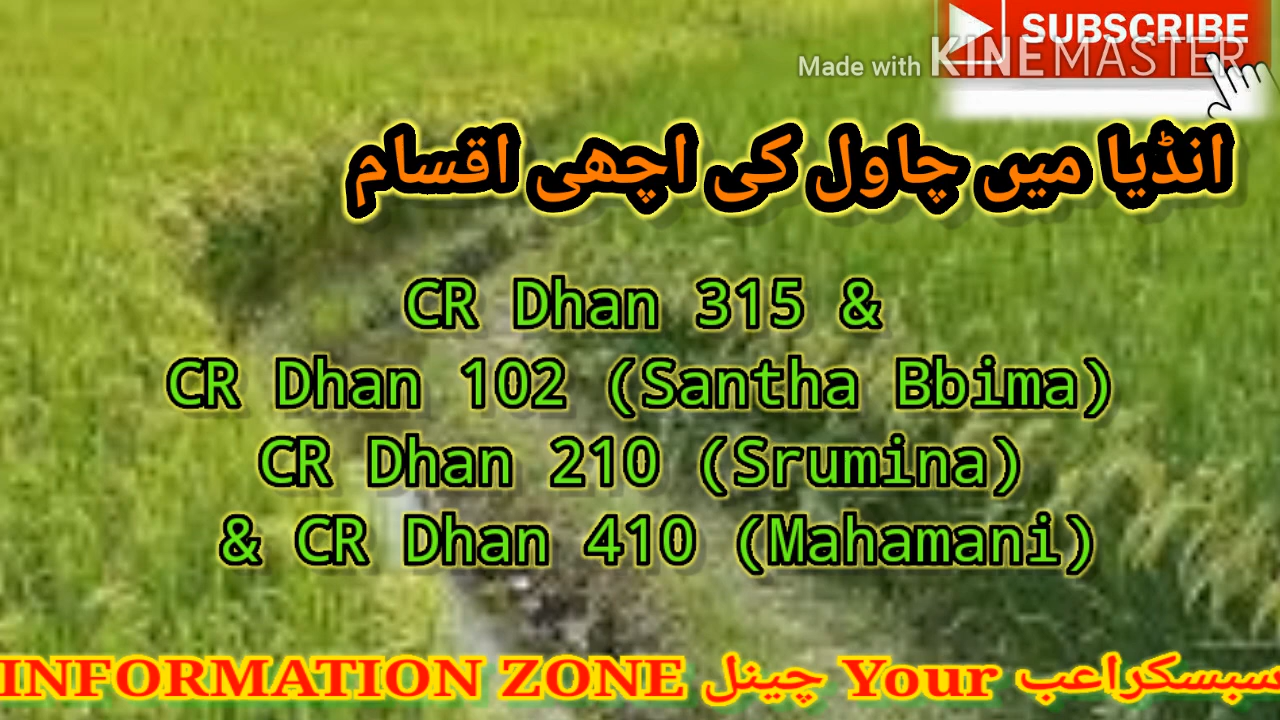 SUBSCRIBE
Made with KINEMASTER
انڈیا میں چاول کی اچھی اقسام
CR Dhan 315 &
CR Dhan 102 (Santha Bbima)
CR Dhan 210 (Srumina)
& CR Dhan 410 (Mahamani)
سبسکراعب Your چینل INFORMATION ZONE